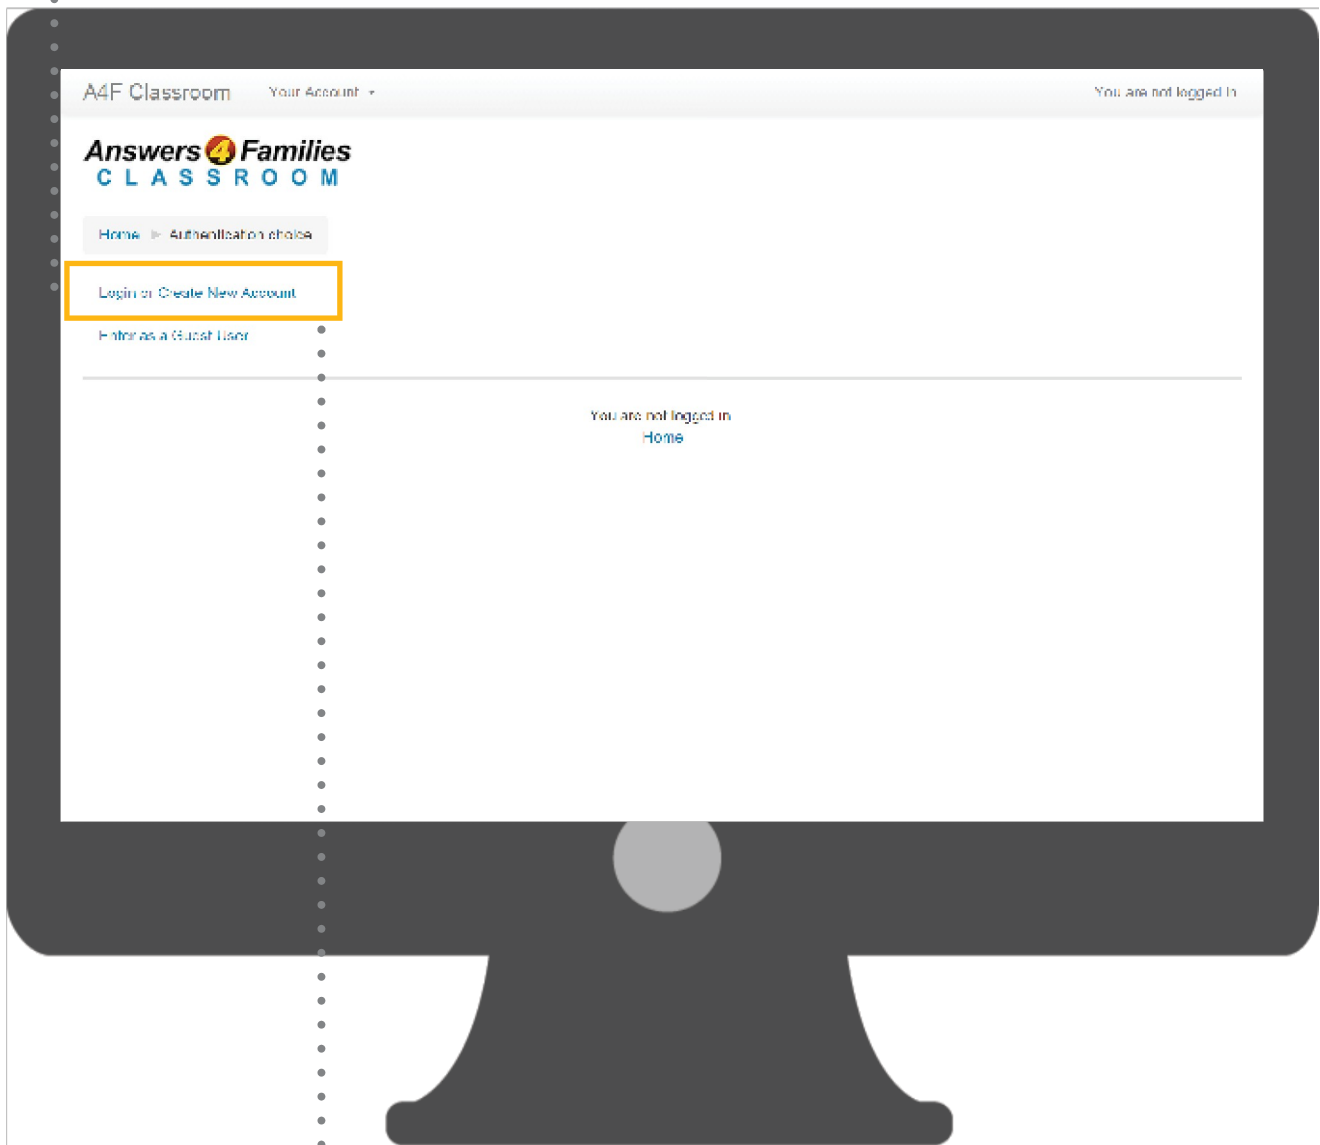 A4F Classroom Your Account You are not logged in
Answers 4 Families
CLASSROOM
Home Authentication choice
Login or Create New Account
Enter as a Guest User
You are not logged in
Home